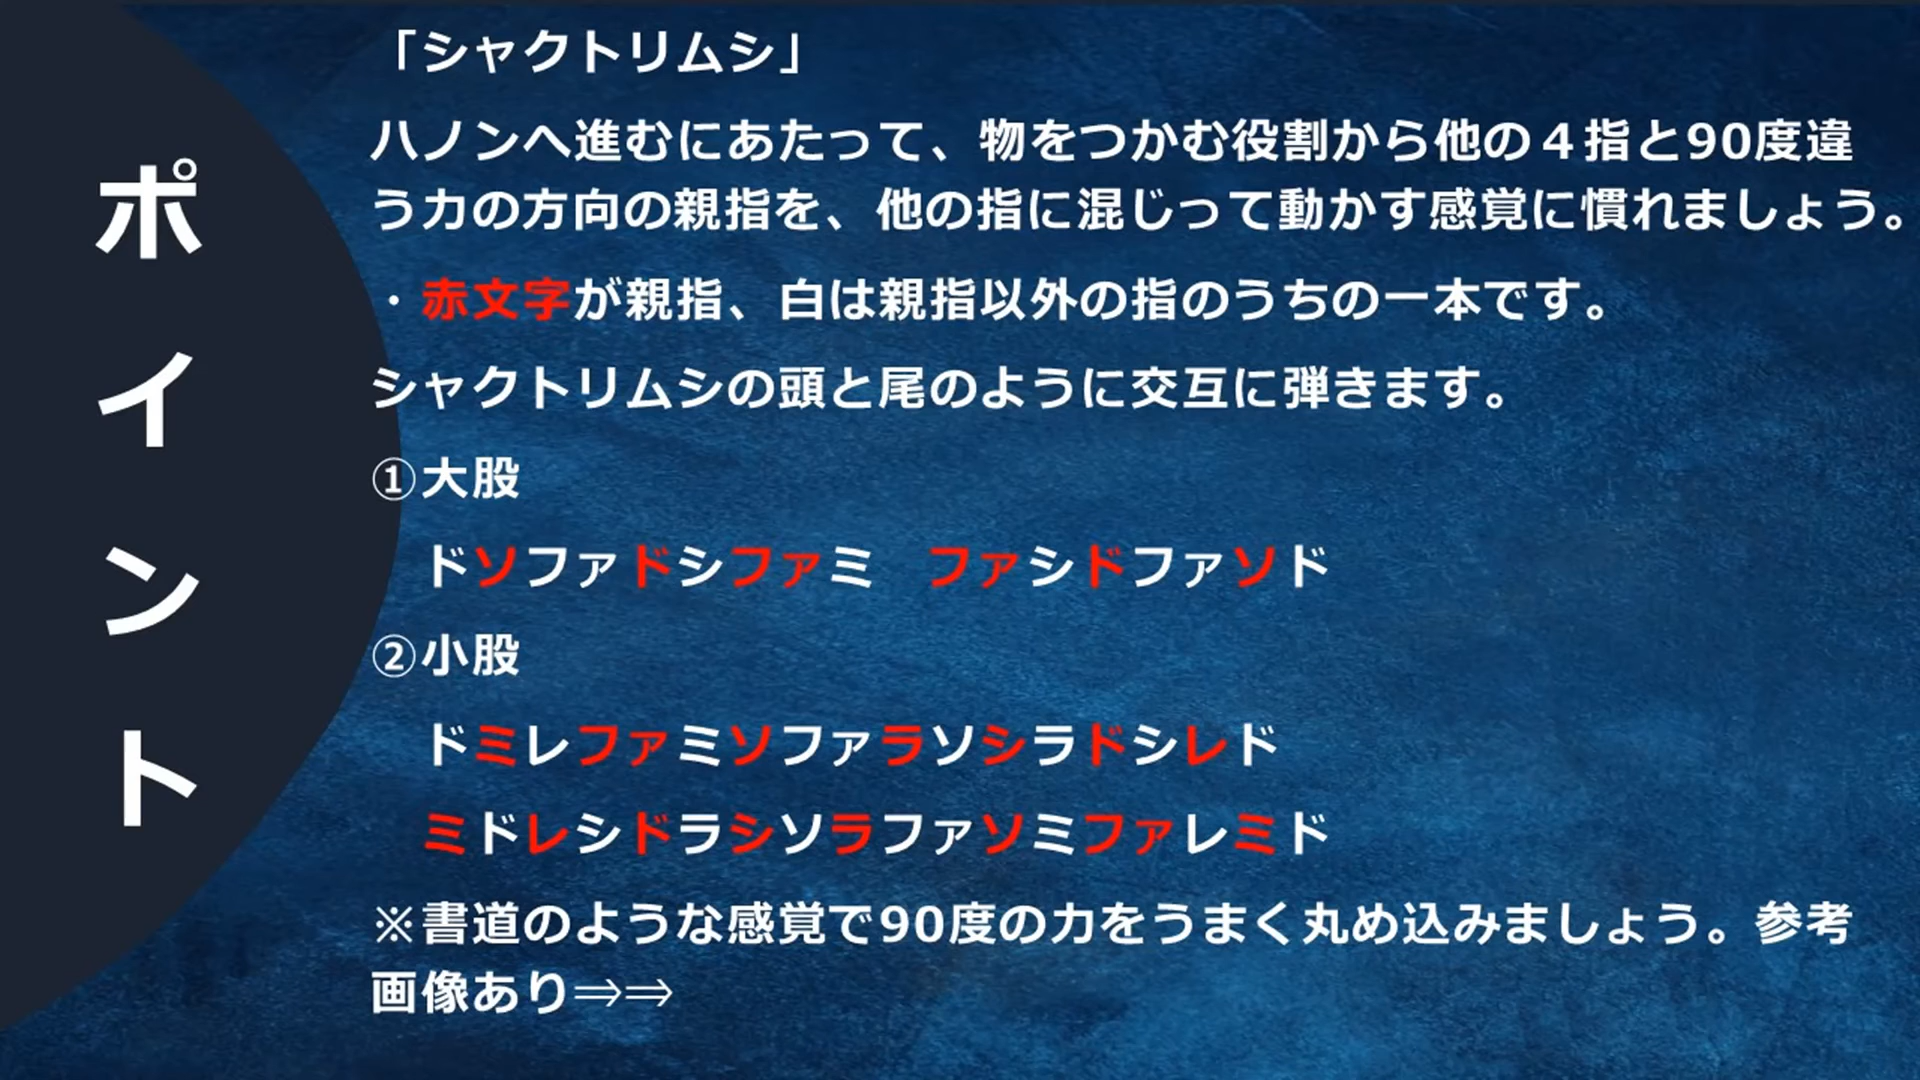 ポイント
「シャクトリムシ」
ハノンへ進むにあたって、物をつかむ役割から他の４指と90度違
う力の方向の親指を、他の指に混じって動かす感覚に慣れましょう。
・赤文字が親指、白は親指以外の指のうちの一本です。
シャクトリムシの頭と尾のように交互に弾きます。
①大股
ドソファドシファミ　ファシドファソド
②小股
ドミレファミソファラソシラドシレド
ミドレシドラシソラファソミファレミド
※書道のような感覚で90度の力をうまく丸め込みましょう。参考
画像あり⇒⇒